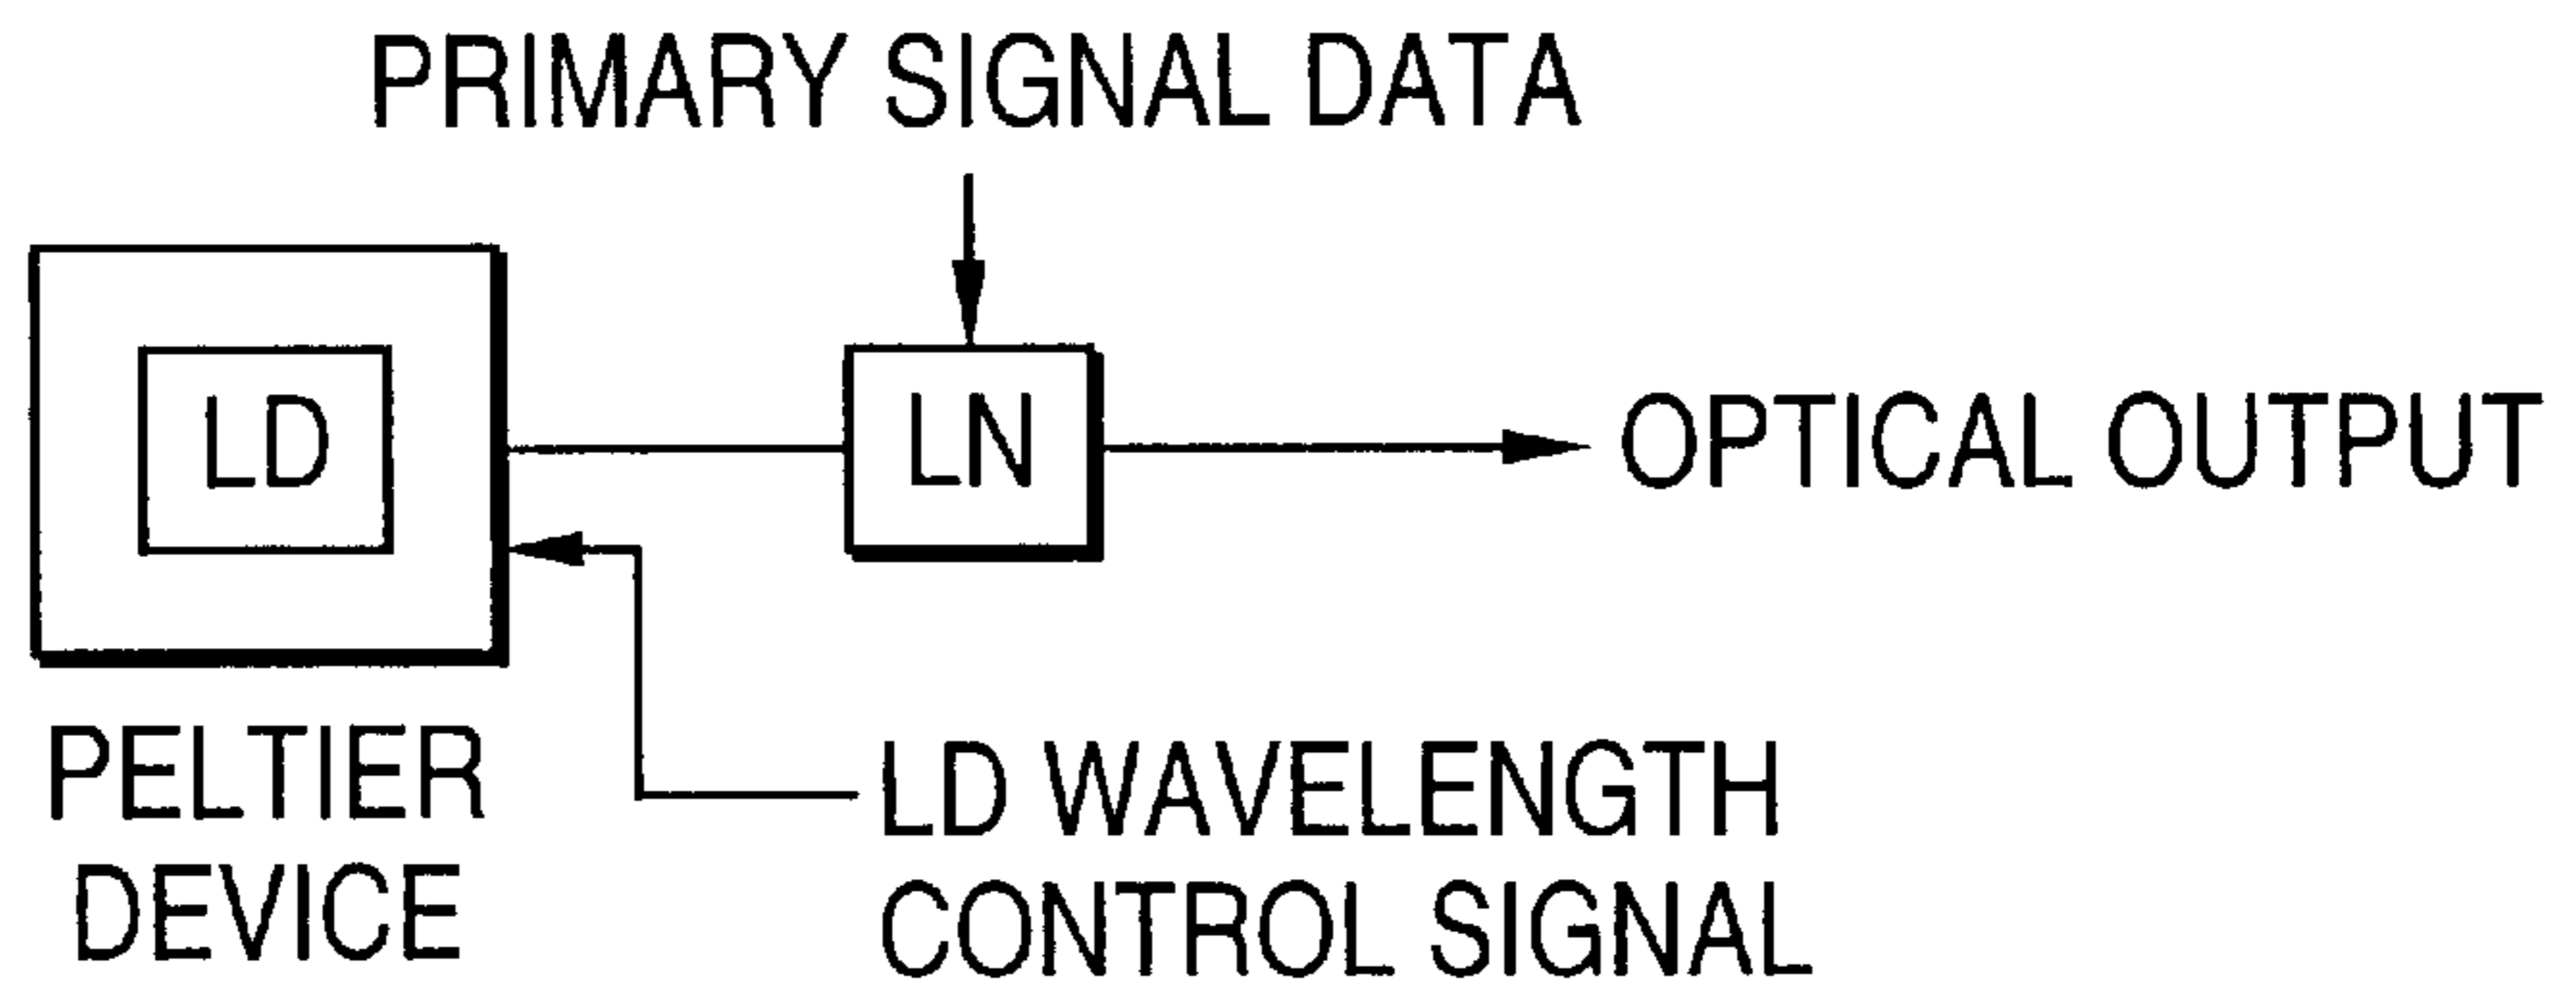 PRIMARY SIGNAL DATA
LD
LN
OPTICAL OUTPUT
PELTIER
DEVICE
LD WAVELENGTH
CONTROL SIGNAL